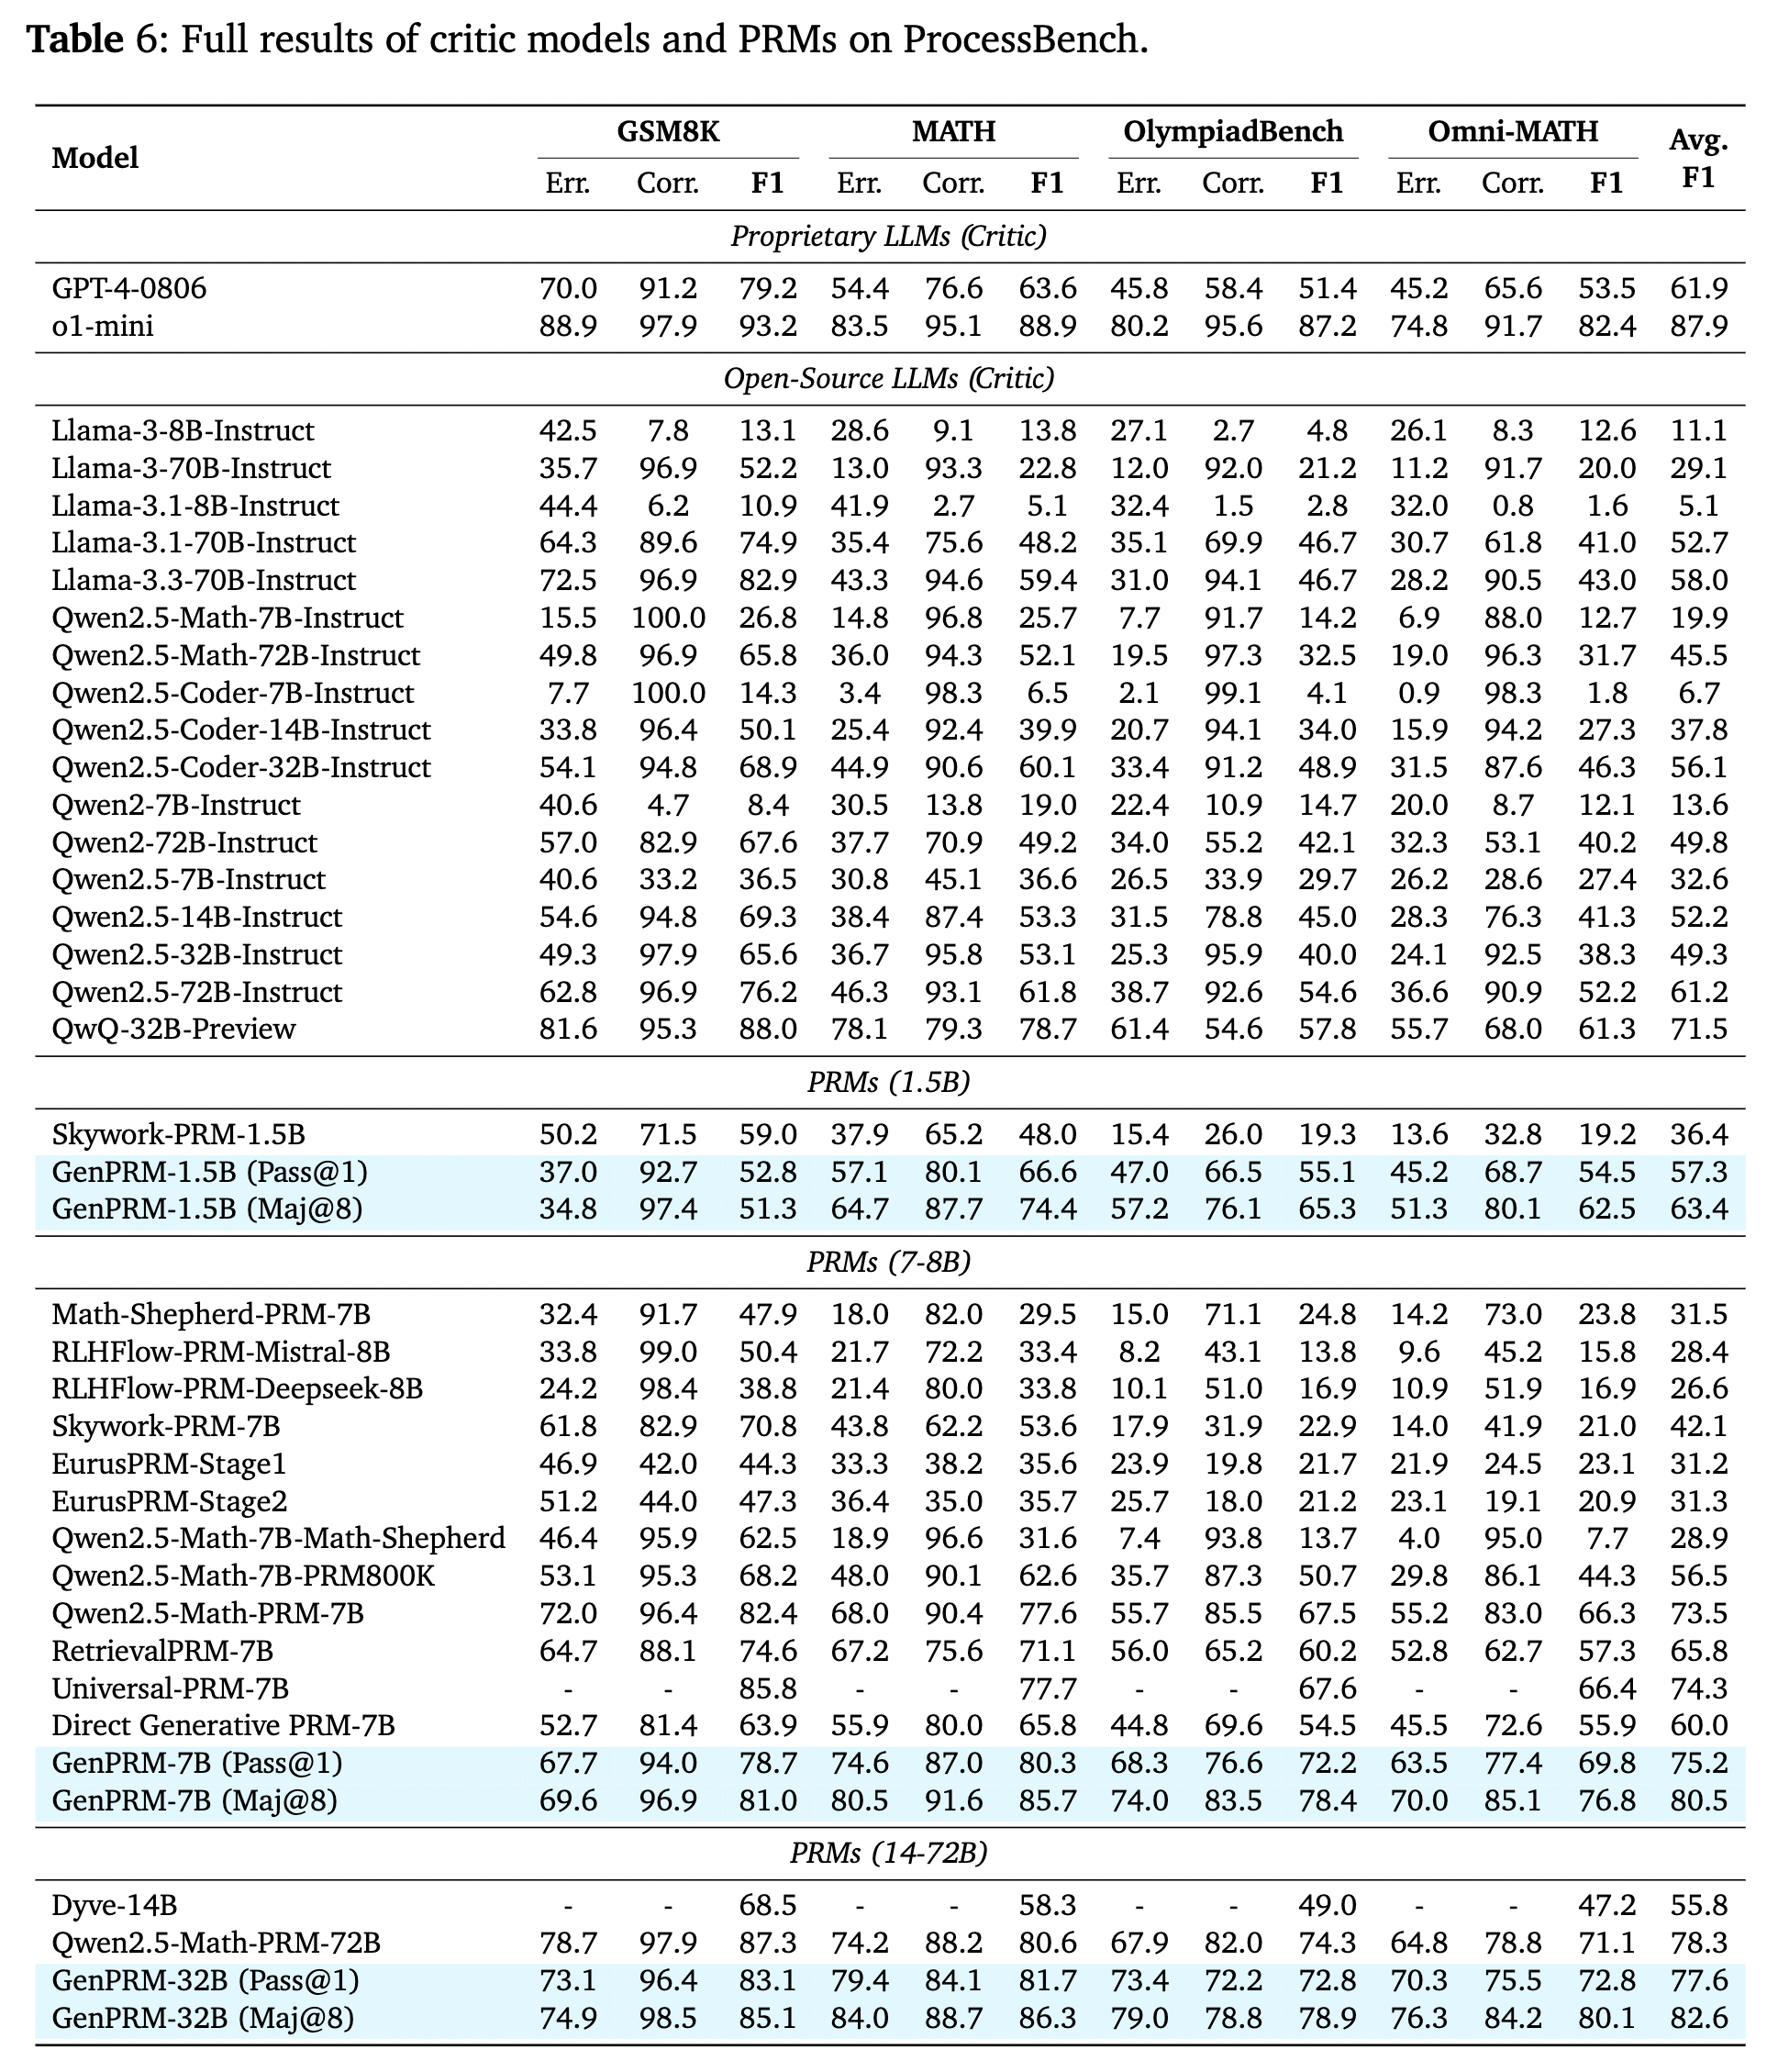 Table 6: Full results of critic models and PRMs on ProcessBench.
Model GSM8K MATH OlympiadBench Omni-MATH Avg. F1
Err. Corr. F1 Err. Corr. F1 Err. Corr. F1 Err. Corr. F1
Proprietary LLMs (Critic)
GPT-4-0806 70.0 91.2 79.2 54.4 76.6 63.6 45.8 58.4 51.4 45.2 65.6 53.5 61.9
o1-mini 88.9 97.9 93.2 83.5 95.1 88.9 80.2 95.6 87.2 74.8 91.7 82.4 87.9
Open-Source LLMs (Critic)
Llama-3-8B-Instruct 42.5 7.8 13.1 28.6 9.1 13.8 27.1 2.7 4.8 26.1 8.3 12.6 11.1
Llama-3-70B-Instruct 35.7 96.9 52.2 13.0 93.3 22.8 12.0 92.0 21.2 11.2 91.7 20.0 29.1
Llama-3.1-8B-Instruct 44.4 6.2 10.9 41.9 2.7 5.1 32.4 1.5 2.8 32.0 0.8 1.6 5.1
Llama-3.1-70B-Instruct 64.3 89.6 74.9 35.4 75.6 48.2 35.1 69.9 46.7 30.7 61.8 41.0 52.7
Llama-3.3-70B-Instruct 72.5 96.9 82.9 43.3 94.6 59.4 31.0 94.1 46.7 28.2 90.5 43.0 58.0
Qwen2.5-Math-7B-Instruct 15.5 100.0 26.8 14.8 96.8 25.7 7.7 91.7 14.2 6.9 88.0 12.7 19.9
Qwen2.5-Math-72B-Instruct 49.8 96.9 65.8 36.0 94.3 52.1 19.5 97.3 32.5 19.0 96.3 31.7 45.5
Qwen2.5-Coder-7B-Instruct 7.7 100.0 14.3 3.4 98.3 6.5 2.1 99.1 4.1 0.9 98.3 1.8 6.7
Qwen2.5-Coder-14B-Instruct 33.8 96.4 50.1 25.4 92.4 39.9 20.7 94.1 34.0 15.9 94.2 27.3 37.8
Qwen2.5-Coder-32B-Instruct 54.1 94.8 68.9 44.9 90.6 60.1 33.4 91.2 48.9 31.5 87.6 46.3 56.1
Qwen2-7B-Instruct 40.6 4.7 8.4 30.5 13.8 19.0 22.4 10.9 14.7 20.0 8.7 12.1 13.6
Qwen2-72B-Instruct 57.0 82.9 67.6 37.7 70.9 49.2 34.0 55.2 42.1 32.3 53.1 40.2 49.8
Qwen2.5-7B-Instruct 40.6 33.2 36.5 30.8 45.1 36.6 26.5 33.9 29.7 26.2 28.6 27.4 32.6
Qwen2.5-14B-Instruct 54.6 94.8 69.3 38.4 87.4 53.3 31.5 78.8 45.0 28.3 76.3 41.3 52.2
Qwen2.5-32B-Instruct 49.3 97.9 65.6 36.7 95.8 53.1 25.3 95.9 40.0 24.1 92.5 38.3 49.3
Qwen2.5-72B-Instruct 62.8 96.9 76.2 46.3 93.1 61.8 38.7 92.6 54.6 36.6 90.9 52.2 61.2
QwQ-32B-Preview 81.6 95.3 88.0 78.1 79.3 78.7 61.4 54.6 57.8 55.7 68.0 61.3 71.5
PRMs (1.5B)
Skywork-PRM-1.5B 50.2 71.5 59.0 37.9 65.2 48.0 15.4 26.0 19.3 13.6 32.8 19.2 36.4
GenPRM-1.5B (Pass@1) 37.0 92.7 52.8 57.1 80.1 66.6 47.0 66.5 55.1 45.2 68.7 54.5 57.3
GenPRM-1.5B (Maj@8) 34.8 97.4 51.3 64.7 87.7 74.4 57.2 76.1 65.3 51.3 80.1 62.5 63.4
PRMs (7-8B)
Math-Shepherd-PRM-7B 32.4 91.7 47.9 18.0 82.0 29.5 15.0 71.1 24.8 14.2 73.0 23.8 31.5
RLHFlow-PRM-Mistral-8B 33.8 99.0 50.4 21.7 72.2 33.4 8.2 43.1 13.8 9.6 45.2 15.8 28.4
RLHFlow-PRM-Deepseek-8B 24.2 98.4 38.8 21.4 80.0 33.8 10.1 51.0 16.9 10.9 51.9 16.9 26.6
Skywork-PRM-7B 61.8 82.9 70.8 43.8 62.2 53.6 17.9 31.9 22.9 14.0 41.9 21.0 42.1
EurusPRM-Stage1 46.9 42.0 44.3 33.3 38.2 35.6 23.9 19.8 21.7 21.9 24.5 23.1 31.2
EurusPRM-Stage2 51.2 44.0 47.3 36.4 35.0 35.7 25.7 18.0 21.2 23.1 19.1 20.9 31.3
Qwen2.5-Math-7B-Math-Shepherd 46.4 95.9 62.5 18.9 96.6 31.6 7.4 93.8 13.7 4.0 95.0 7.7 28.9
Qwen2.5-Math-7B-PRM800K 53.1 95.3 68.2 48.0 90.1 62.6 35.7 87.3 50.7 29.8 86.1 44.3 56.5
Qwen2.5-Math-PRM-7B 72.0 96.4 82.4 68.0 90.4 77.6 55.7 85.5 67.5 55.2 83.0 66.3 73.5
RetrievalPRM-7B 64.7 88.1 74.6 67.2 75.6 71.1 56.0 65.2 60.2 52.8 62.7 57.3 65.8
Universal-PRM-7B - - 85.8 - - 77.7 - - 67.6 - - 66.4 74.3
Direct Generative PRM-7B 52.7 81.4 63.9 55.9 80.0 65.8 44.8 69.6 54.5 45.5 72.6 55.9 60.0
GenPRM-7B (Pass@1) 67.7 94.0 78.7 74.6 87.0 80.3 68.3 76.6 72.2 63.5 77.4 69.8 75.2
GenPRM-7B (Maj@8) 69.6 96.9 81.0 80.5 91.6 85.7 74.0 83.5 78.4 70.0 85.1 76.8 80.5
PRMs (14-72B)
Dyve-14B - - 68.5 - - 58.3 - - 49.0 - - 47.2 55.8
Qwen2.5-Math-PRM-72B 78.7 97.9 87.3 74.2 88.2 80.6 67.9 82.0 74.3 64.8 78.8 71.1 78.3
GenPRM-32B (Pass@1) 73.1 96.4 83.1 79.4 84.1 81.7 73.4 72.2 72.8 70.3 75.5 72.8 77.6
GenPRM-32B (Maj@8) 74.9 98.5 85.1 84.0 88.7 86.3 79.0 78.8 78.9 76.3 84.2 80.1 82.6